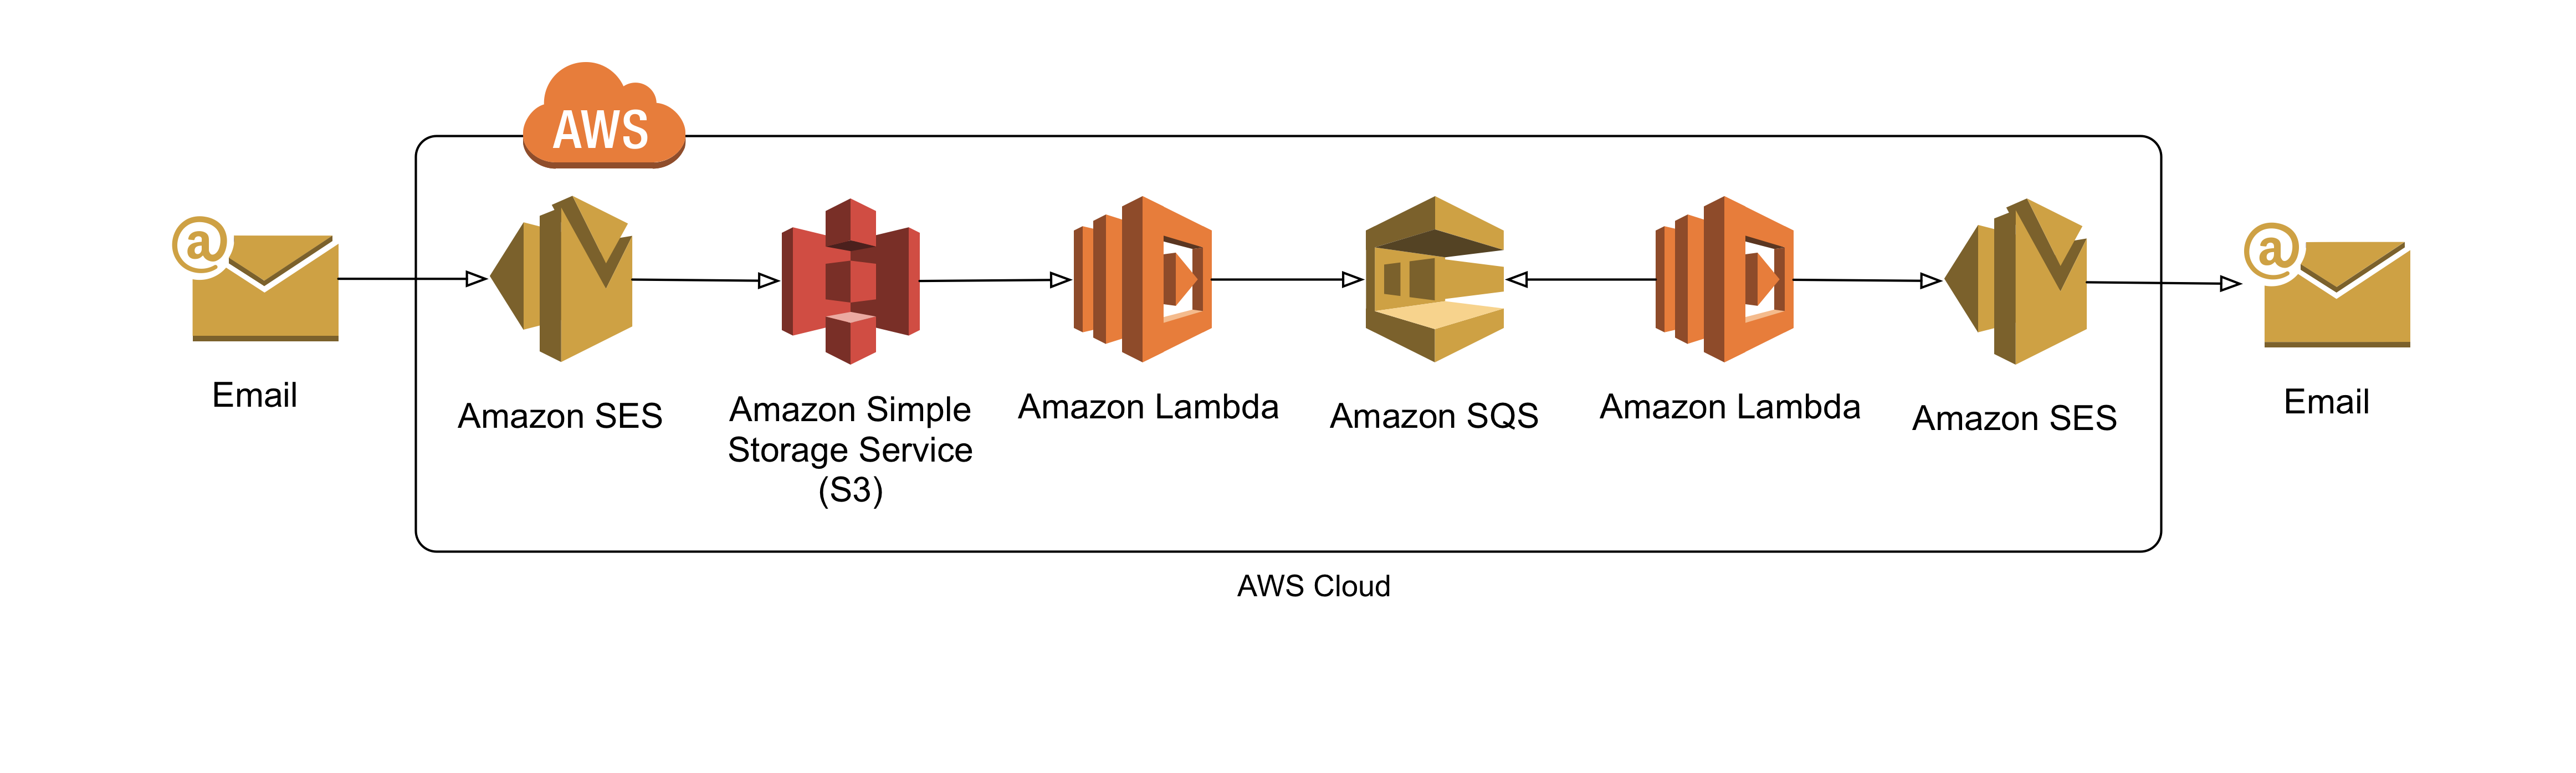 AWS
Email
Amazon SES
Amazon Simple
Storage Service
(S3)
Amazon Lambda
Amazon SQS
Amazon Lambda
Amazon SES
Email
AWS Cloud